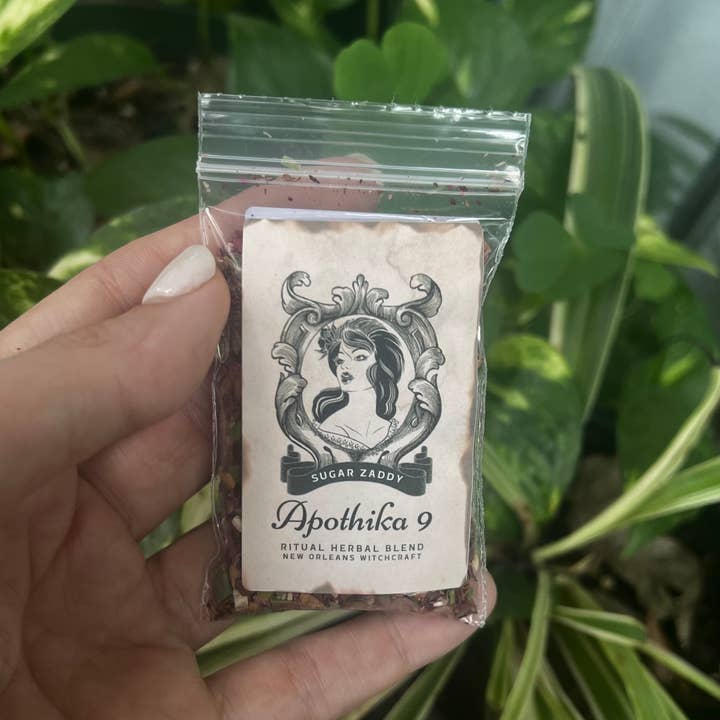 SUGAR ZADDY
Apothika 9
RITUAL HERBAL BLEND
NEW ORLEANS WITCHCRAFT